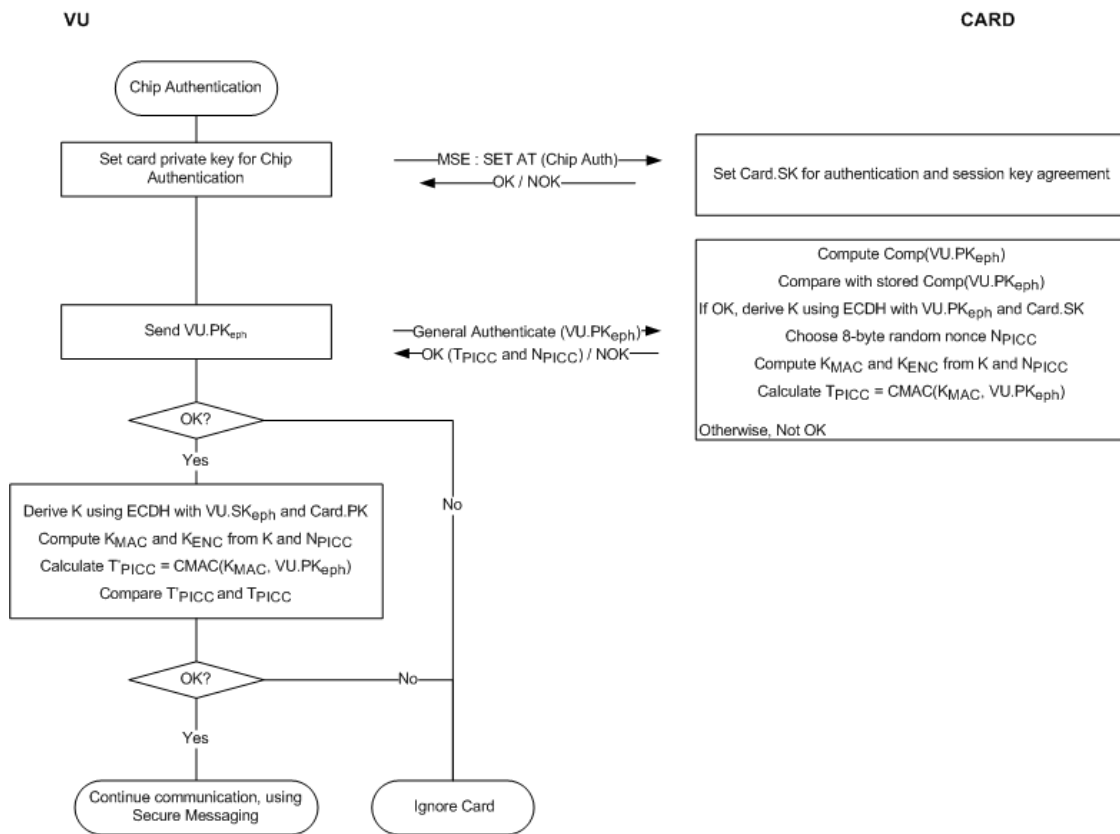 VU
CARD
Chip Authentication
Set card private key for Chip
Authentication
MSE : SET AT (Chip Auth)
OK / NOK
Set Card.SK for authentication and session key agreement
Compute Comp(VU.PKeph)
Compare with stored Comp(VU.PKeph)
If OK, derive K using ECDH with VU.PKeph and Card.SK
Choose 8-byte random nonce NPICC
Compute KMAC and KENC from K and NPICC
Calculate TPICC = CMAC(KMAC, VU.PKeph)
Otherwise, Not OK
Send VU.PKeph
General Authenticate (VU.PKeph)
OK (TPICC and NPICC) / NOK
OK?
Yes
No
Derive K using ECDH with VU.SKeph and Card.PK
Compute KMAC and KENC from K and NPICC
Calculate T'PICC = CMAC(KMAC, VU.PKeph)
Compare T'PICC and TPICC
OK?
No
Yes
Continue communication, using
Secure Messaging
Ignore Card